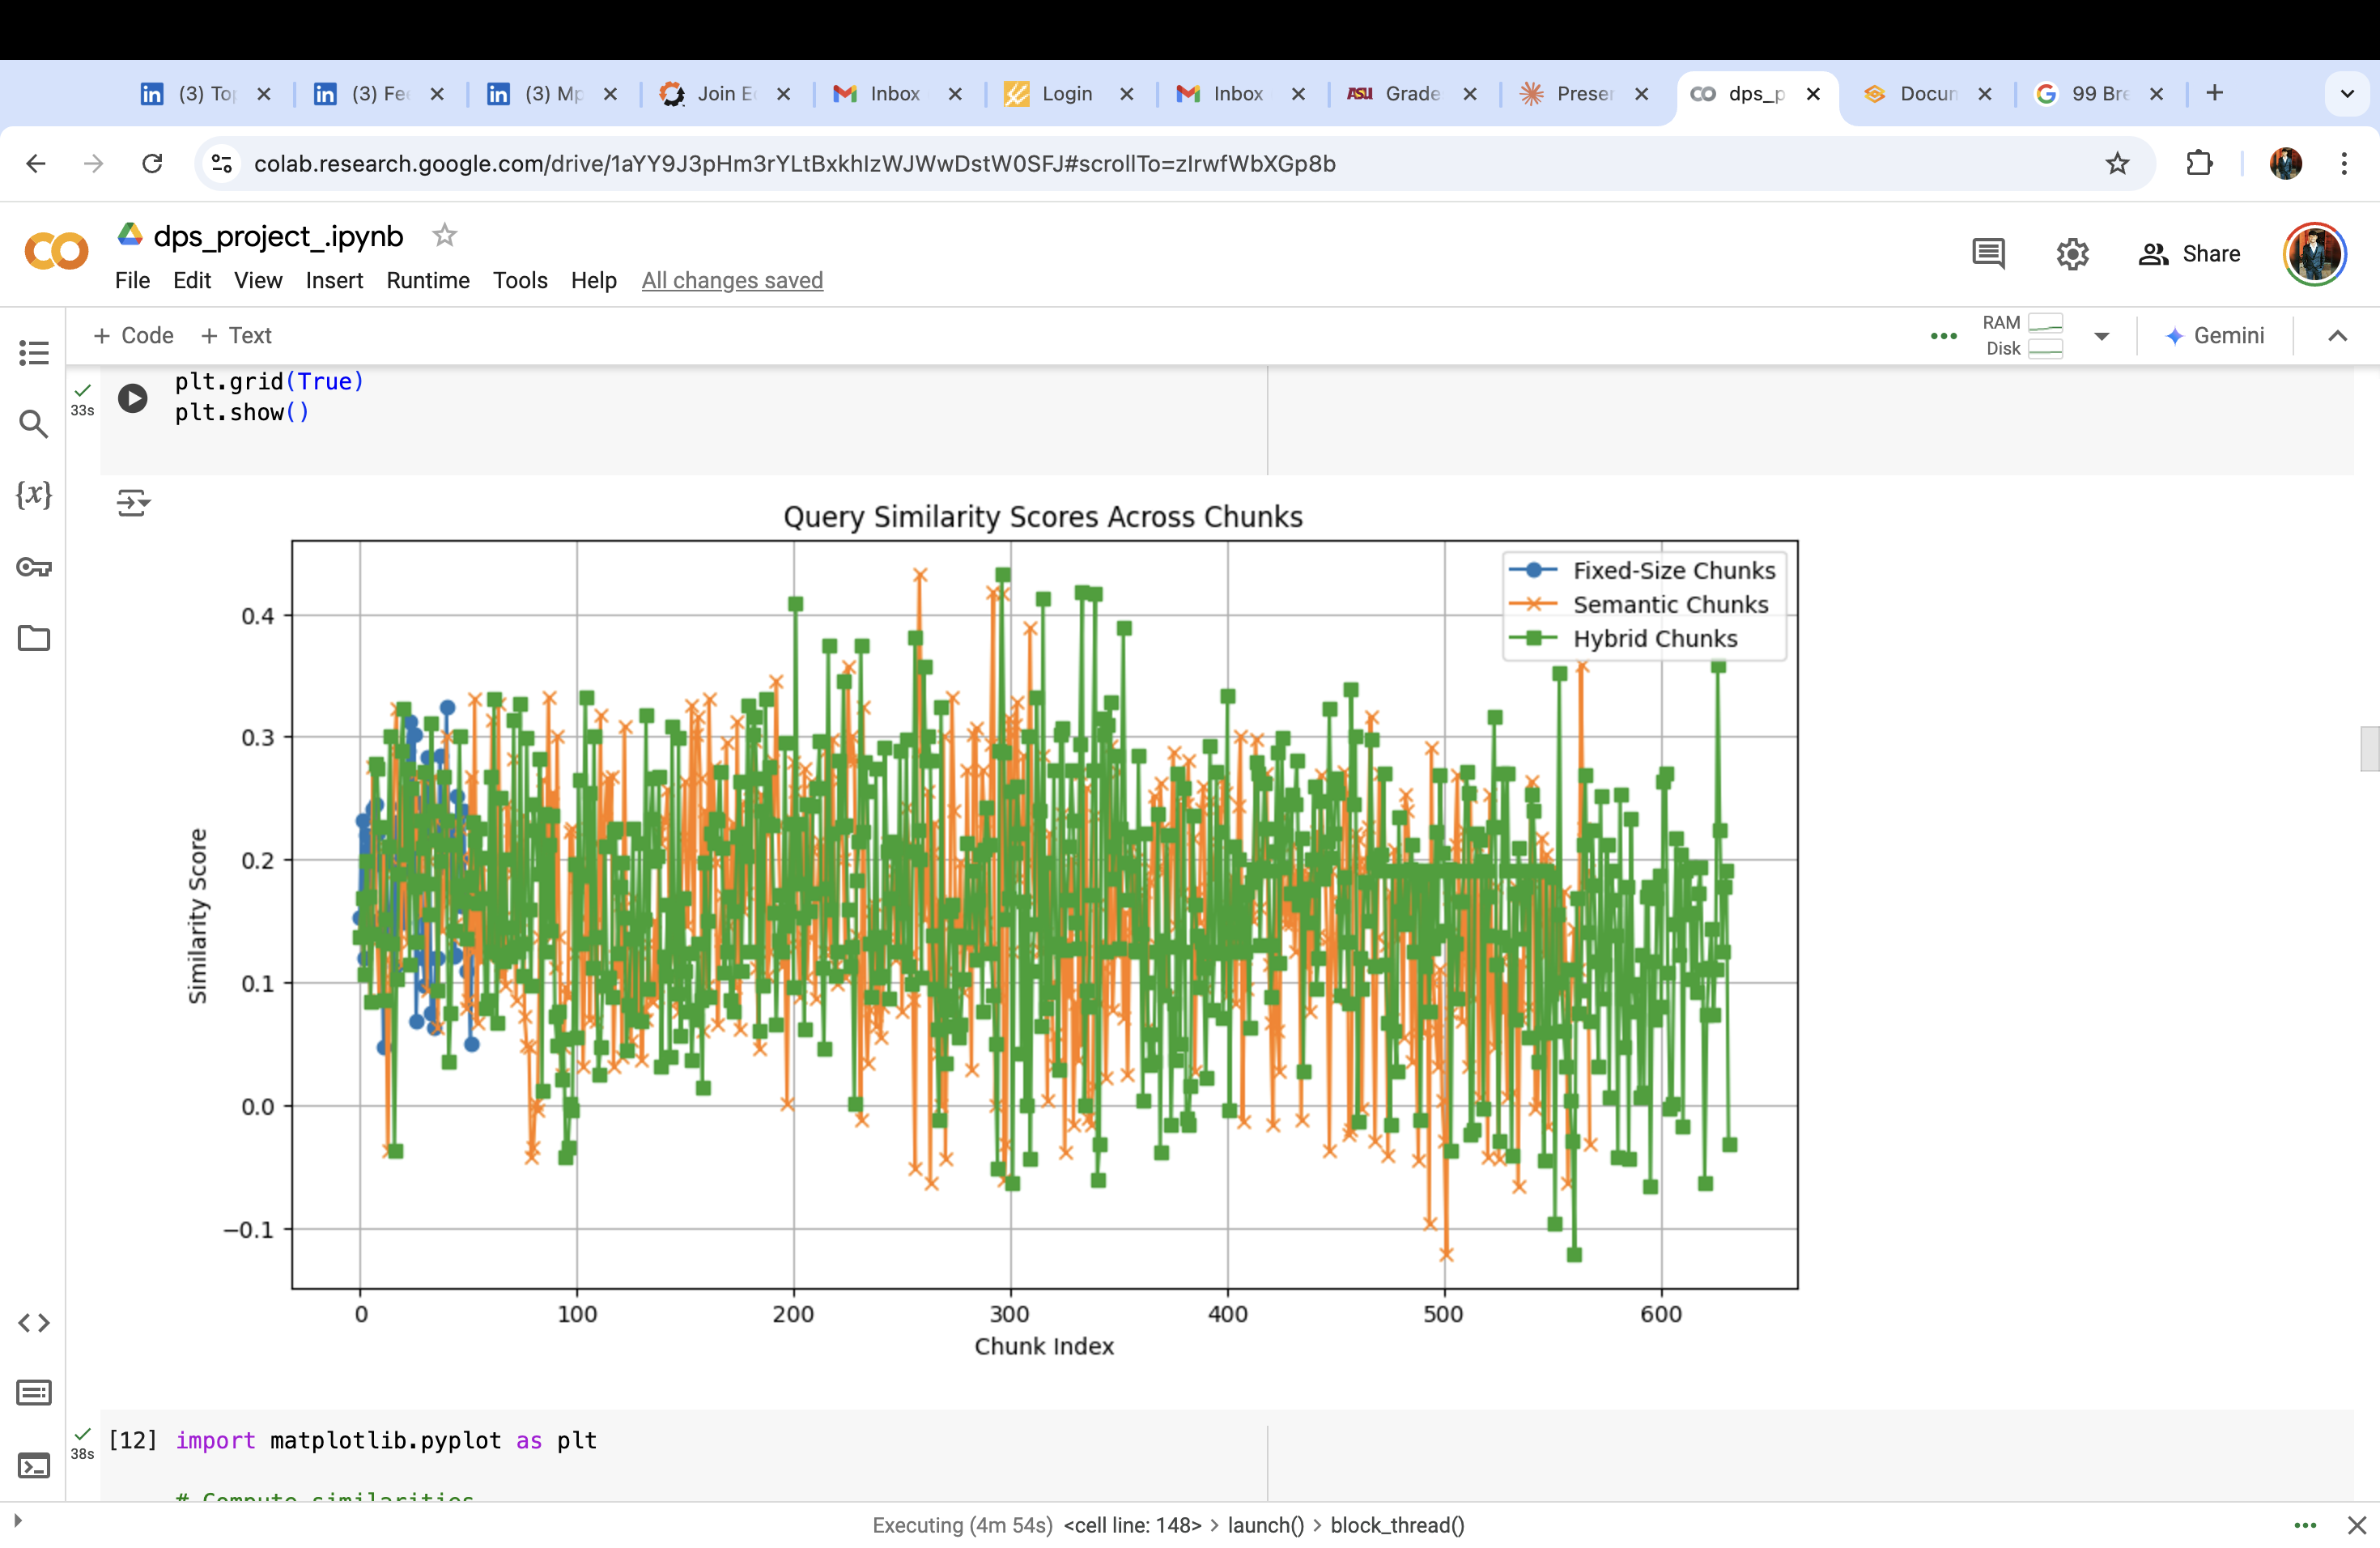 (3) To
(3) Fe
(3) Mp
Join E
Inbox
Login
Inbox
ASU Grade
Preser
dps_p
Docun
99 Bre
colab.research.google.com/drive/1aYY9J3pHm3rYLtBxkhIzWJWwDstW0SFJ#scrollTo=zIrwfWbXGp8b
dps_project_.ipynb
Share
File Edit View Insert Runtime Tools Help All changes saved
+ Code + Text
RAM
Disk
Gemini
33s
plt.grid(True)
plt.show()
{x}
Query Similarity Scores Across Chunks
Fixed-Size Chunks
Semantic Chunks
Hybrid Chunks
Similarity Score
0.4
0.3
0.2
0.1
0.0
−0.1
0 100 200 300 400 500 600
Chunk Index
38s
[12] import matplotlib.pyplot as plt
# Compute similarities
Executing (4m 54s) <cell line: 148> > launch() > block_thread()